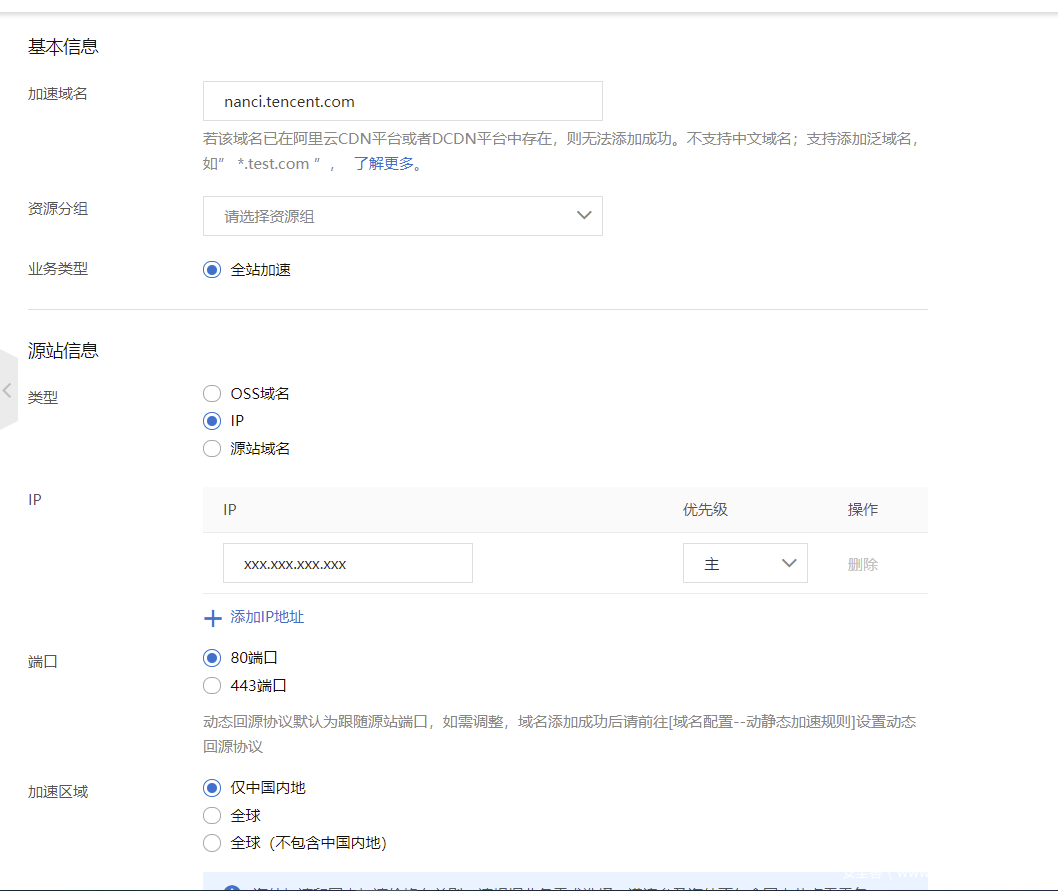 基本信息
加速域名
nanci.tencent.com
若该域名已在阿里云CDN平台或者DCDN平台中存在，则无法添加成功。不支持中文域名；支持添加泛域名，
如” *.test.com ”， 了解更多。
资源分组
请选择资源组
业务类型
全站加速
源站信息
类型
OSS域名
IP
源站域名
IP
IP 优先级 操作
xxx.xxx.xxx.xxx 主 删除
添加IP地址
端口
80端口
443端口
动态回源协议默认为跟随源站端口，如需调整，域名添加成功后请前往[域名配置--动静态加速规则]设置动态
回源协议
加速区域
仅中国内地
全球
全球（不包含中国内地）